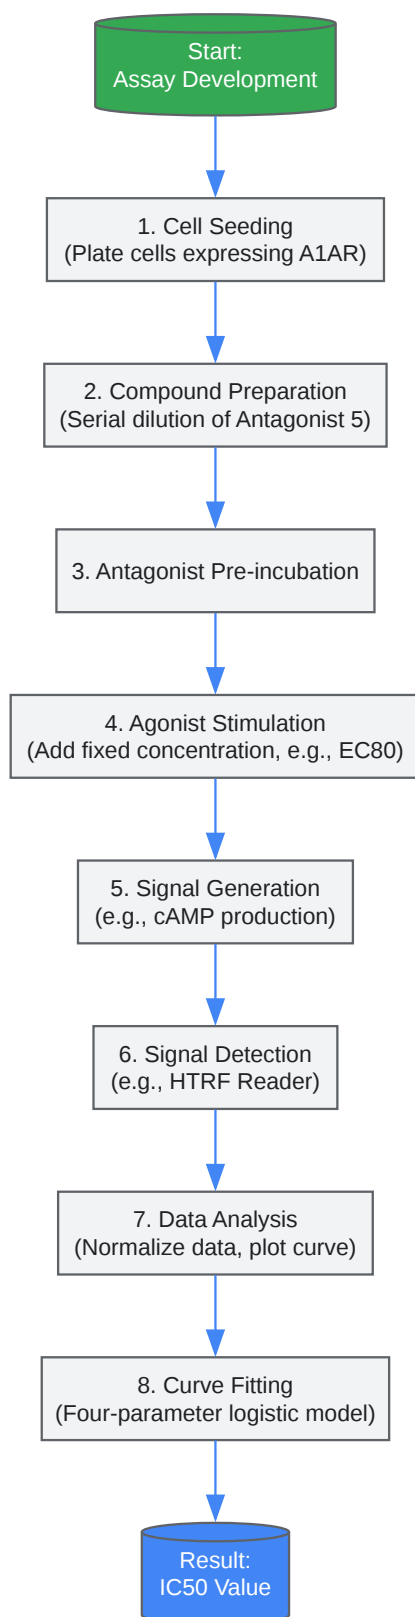 Start:
Assay Development
1. Cell Seeding
(Plate cells expressing A1AR)
2. Compound Preparation
(Serial dilution of Antagonist 5)
3. Antagonist Pre-incubation
4. Agonist Stimulation
(Add fixed concentration, e.g., EC80)
5. Signal Generation
(e.g., cAMP production)
6. Signal Detection
(e.g., HTRF Reader)
7. Data Analysis
(Normalize data, plot curve)
8. Curve Fitting
(Four-parameter logistic model)
Result:
IC50 Value